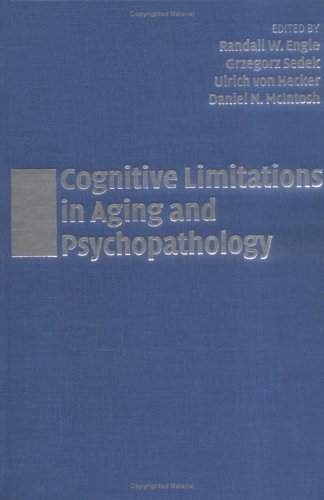 EDITED BY
Randall W. Engle
Grzegorz Sedek
Ulrich von Hecker
Daniel N. McIntosh
Cognitive Limitations
in Aging and
Psychopathology